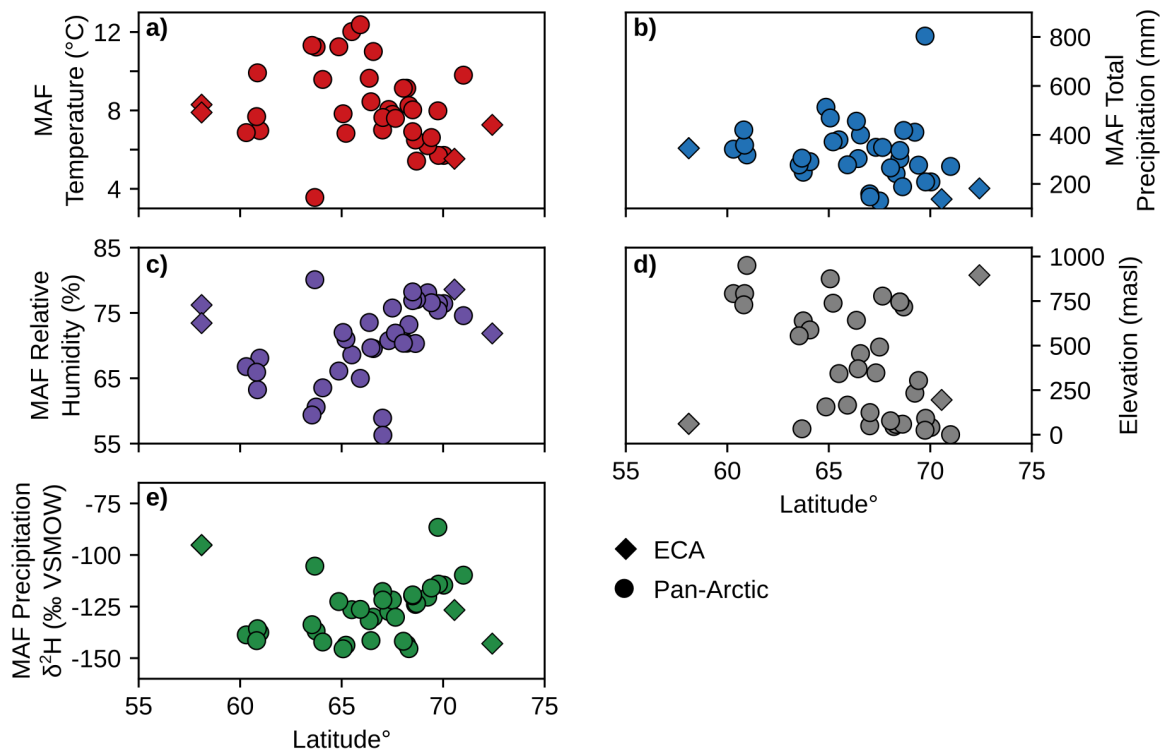 a)
12
8
4
MAF
Temperature (°C)
b)
800
600
400
200
MAF Total
Precipitation (mm)
c)
85
75
65
55
MAF Relative
Humidity (%)
d)
1000
750
500
250
0
Elevation (masl)
55 60 65 70 75
Latitude°
e)
-75
-100
-125
-150
MAF Precipitation
δ²H (‰ VSMOW)
55 60 65 70 75
Latitude°
ECA
Pan-Arctic